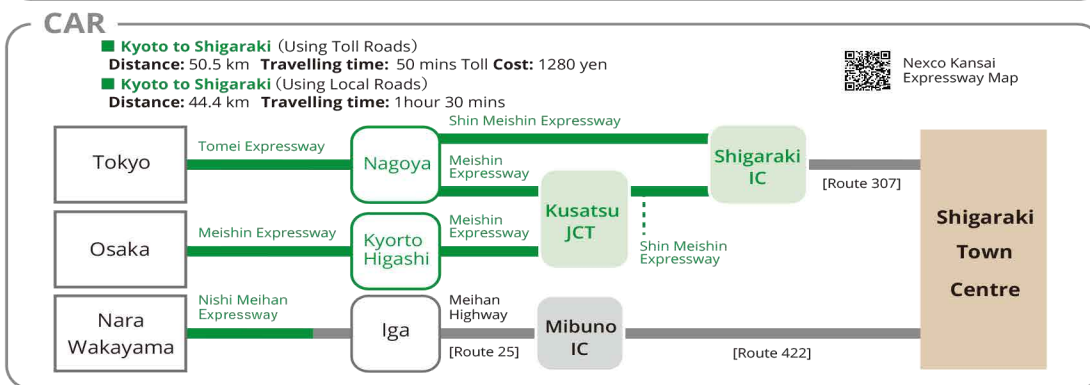 CAR
Kyoto to Shigaraki (Using Toll Roads)
Distance: 50.5 km Travelling time: 50 mins Toll Cost: 1280 yen
Kyoto to Shigaraki (Using Local Roads)
Distance: 44.4 km Travelling time: 1hour 30 mins
Nexco Kansai
Expressway Map
Tokyo
Tomei Expressway
Nagoya
Shin Meishin Expressway
Meishin
Expressway
Shigaraki
IC
[Route 307]
Osaka
Meishin Expressway
Kyorto
Higashi
Meishin
Expressway
Kusatsu
JCT
Shin Meishin
Expressway
Nara
Wakayama
Nishi Meihan
Expressway
Iga
Meihan
Highway
[Route 25]
Mibuno
IC
[Route 422]
Shigaraki
Town
Centre